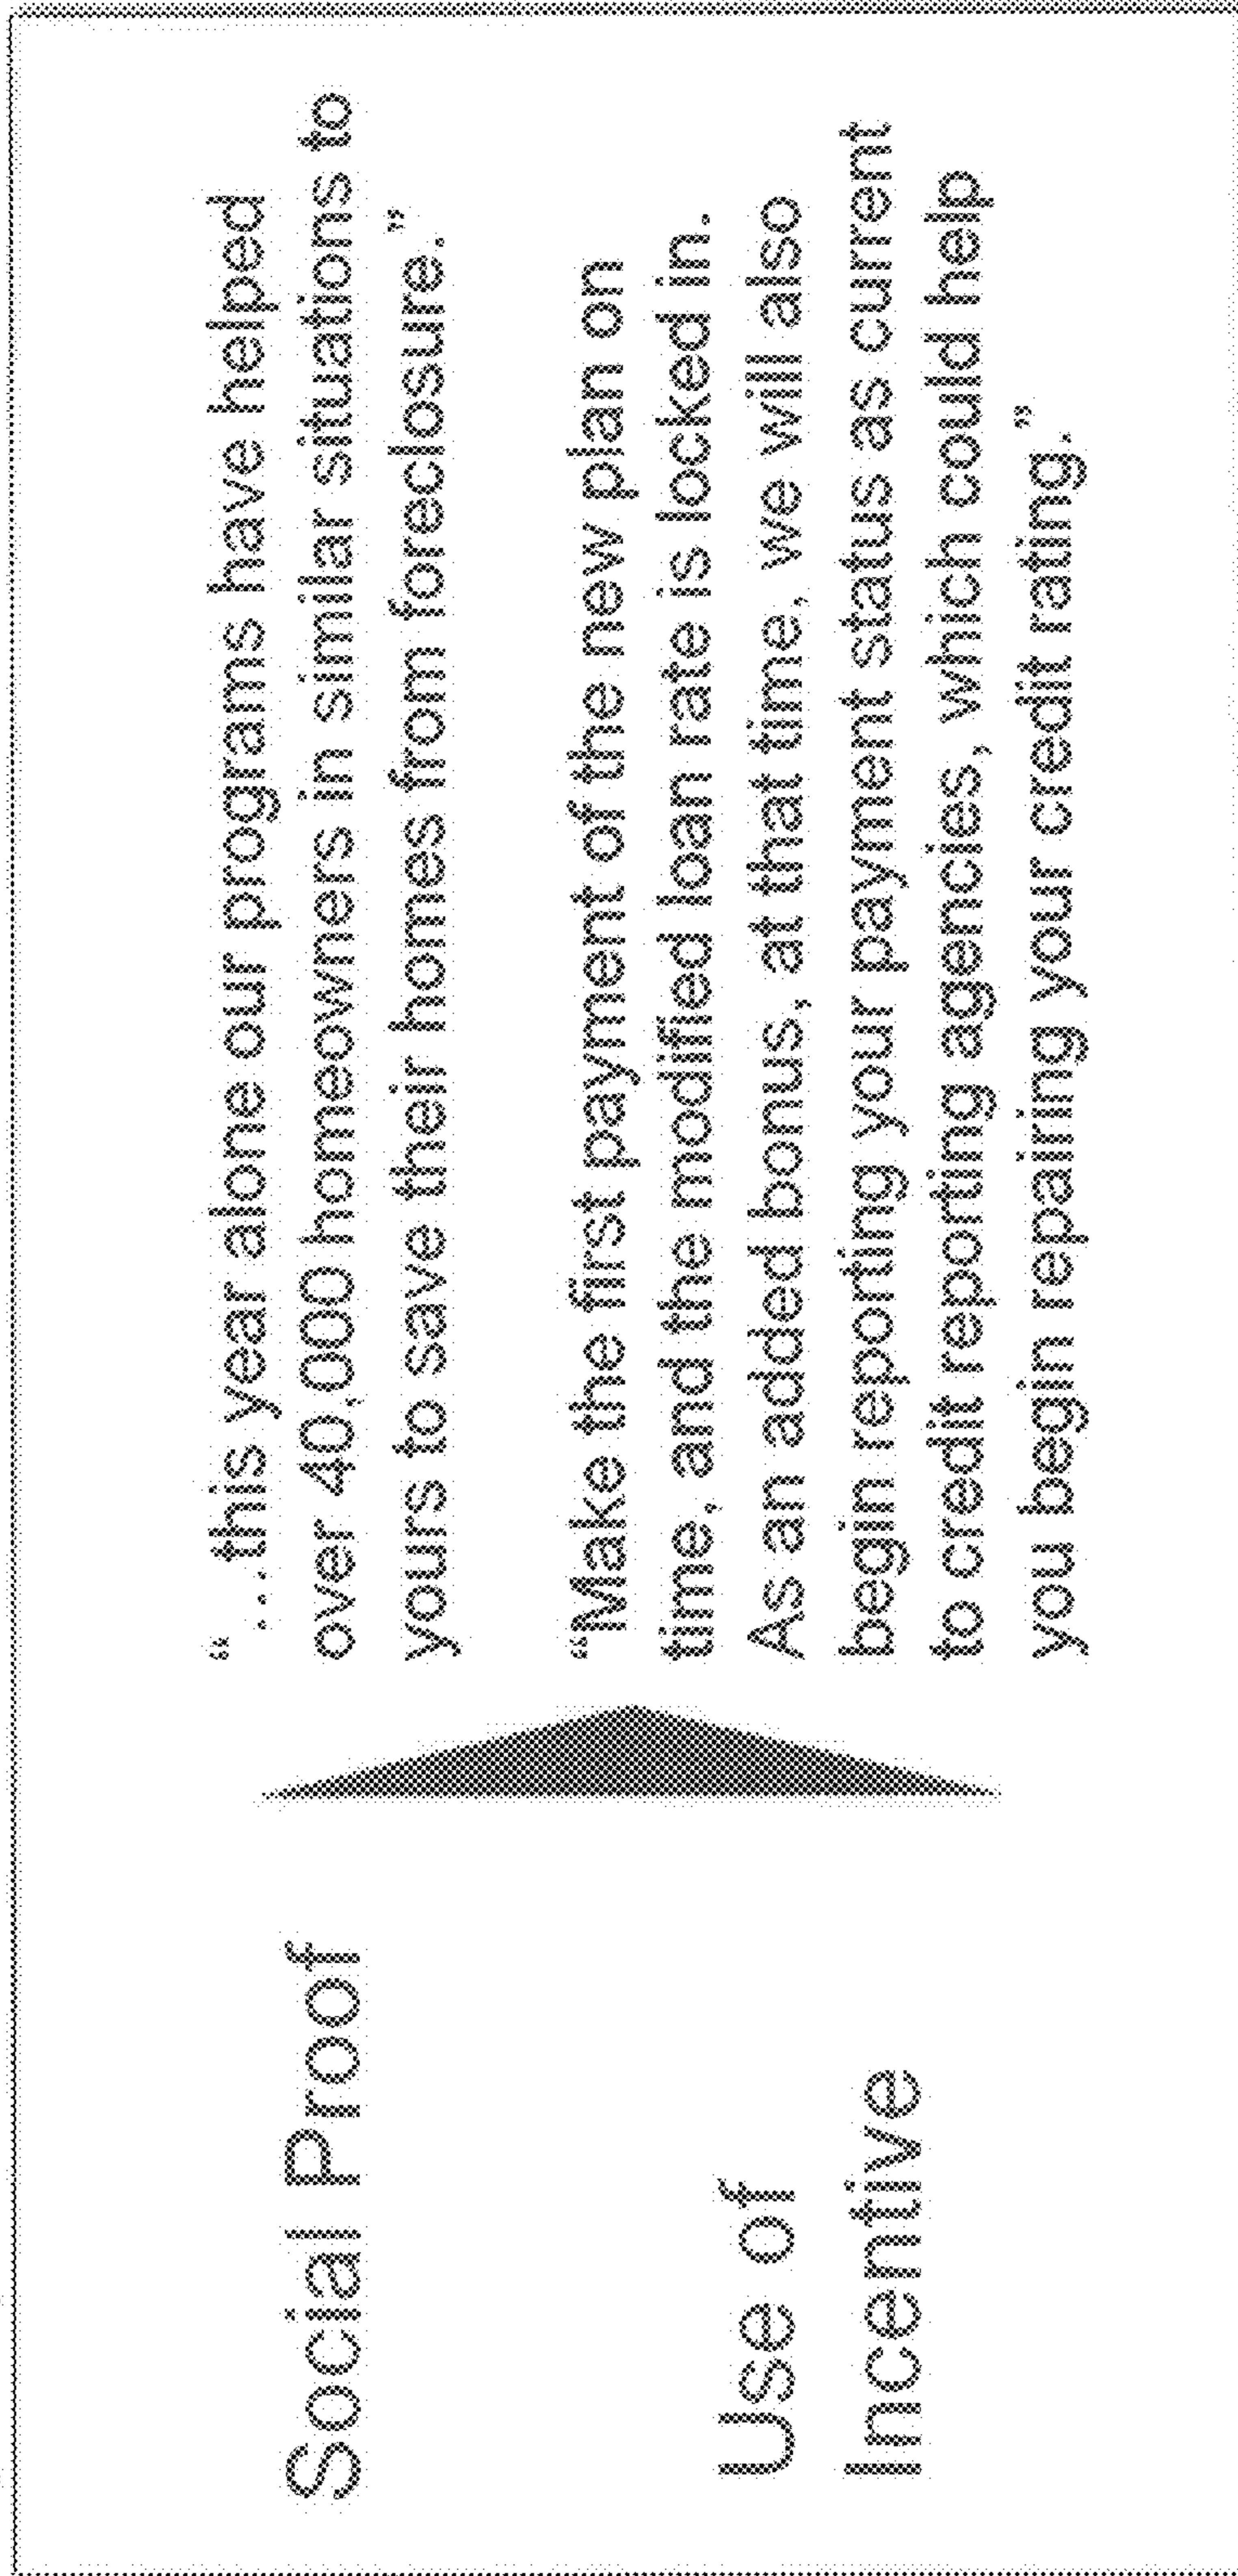 Social Proof
"...this year alone our programs have helped
over 40,000 homeowners in similar situations to
yours to save their homes from foreclosure."
Use of
Incentive
"Make the first payment of the new plan on
time, and the modified loan rate is locked in.
As an added bonus, at that time, we will also
begin reporting your payment status as current
to credit reporting agencies, which could help
you begin repairing your credit rating."